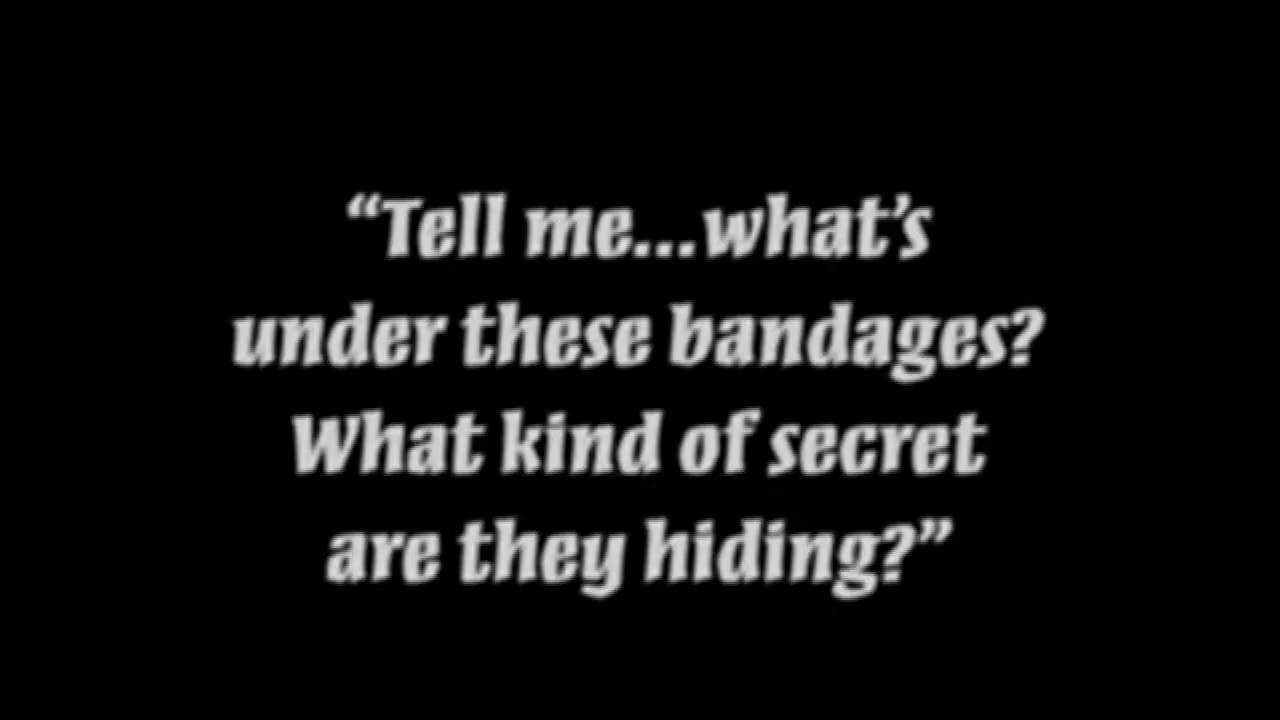 “Tell me...what’s
under these bandages?
What kind of secret
are they hiding?”